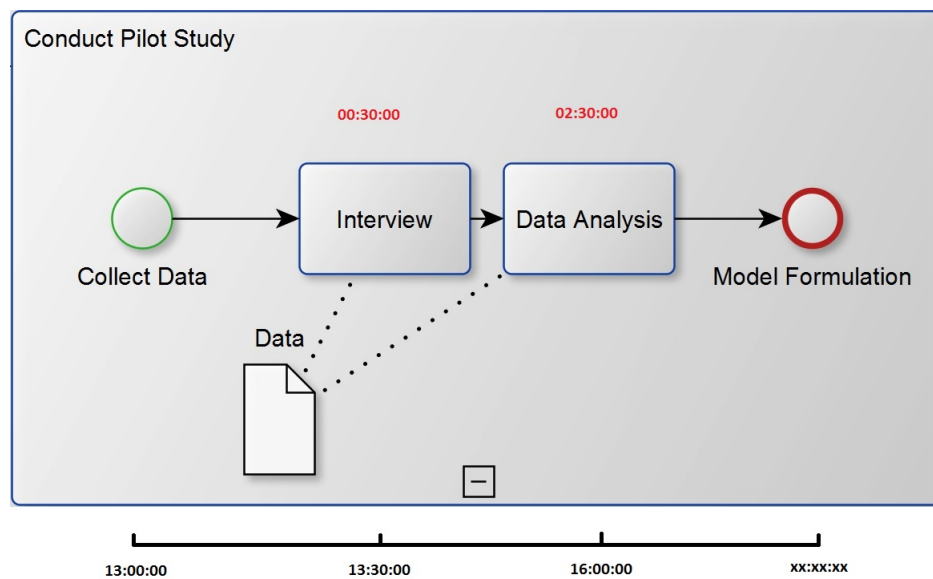 Conduct Pilot Study
00:30:00
02:30:00
Interview
Data Analysis
Collect Data
Model Formulation
Data
13:00:00
13:30:00
16:00:00
xx:xx:xx